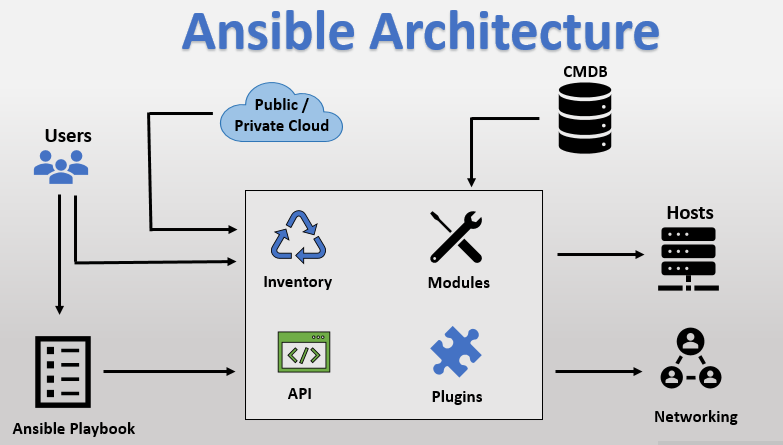 Ansible Architecture
CMDB
Public /
Private Cloud
Users
Hosts
Inventory
Modules
</>
API
Plugins
Ansible Playbook
Networking